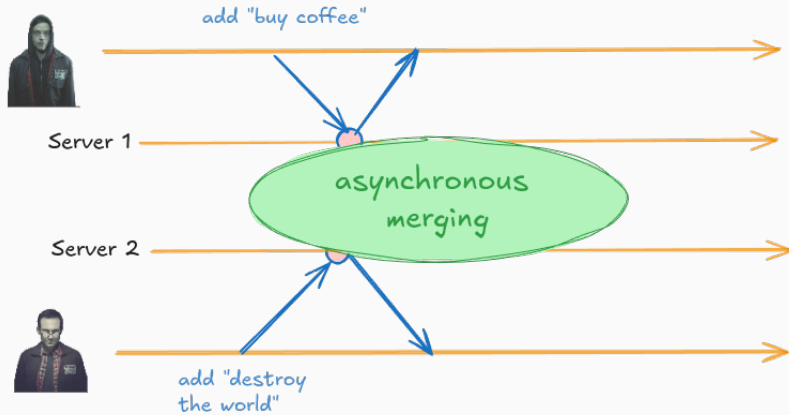 add "buy coffee"
Server 1
asynchronous
merging
Server 2
add "destroy
the world"